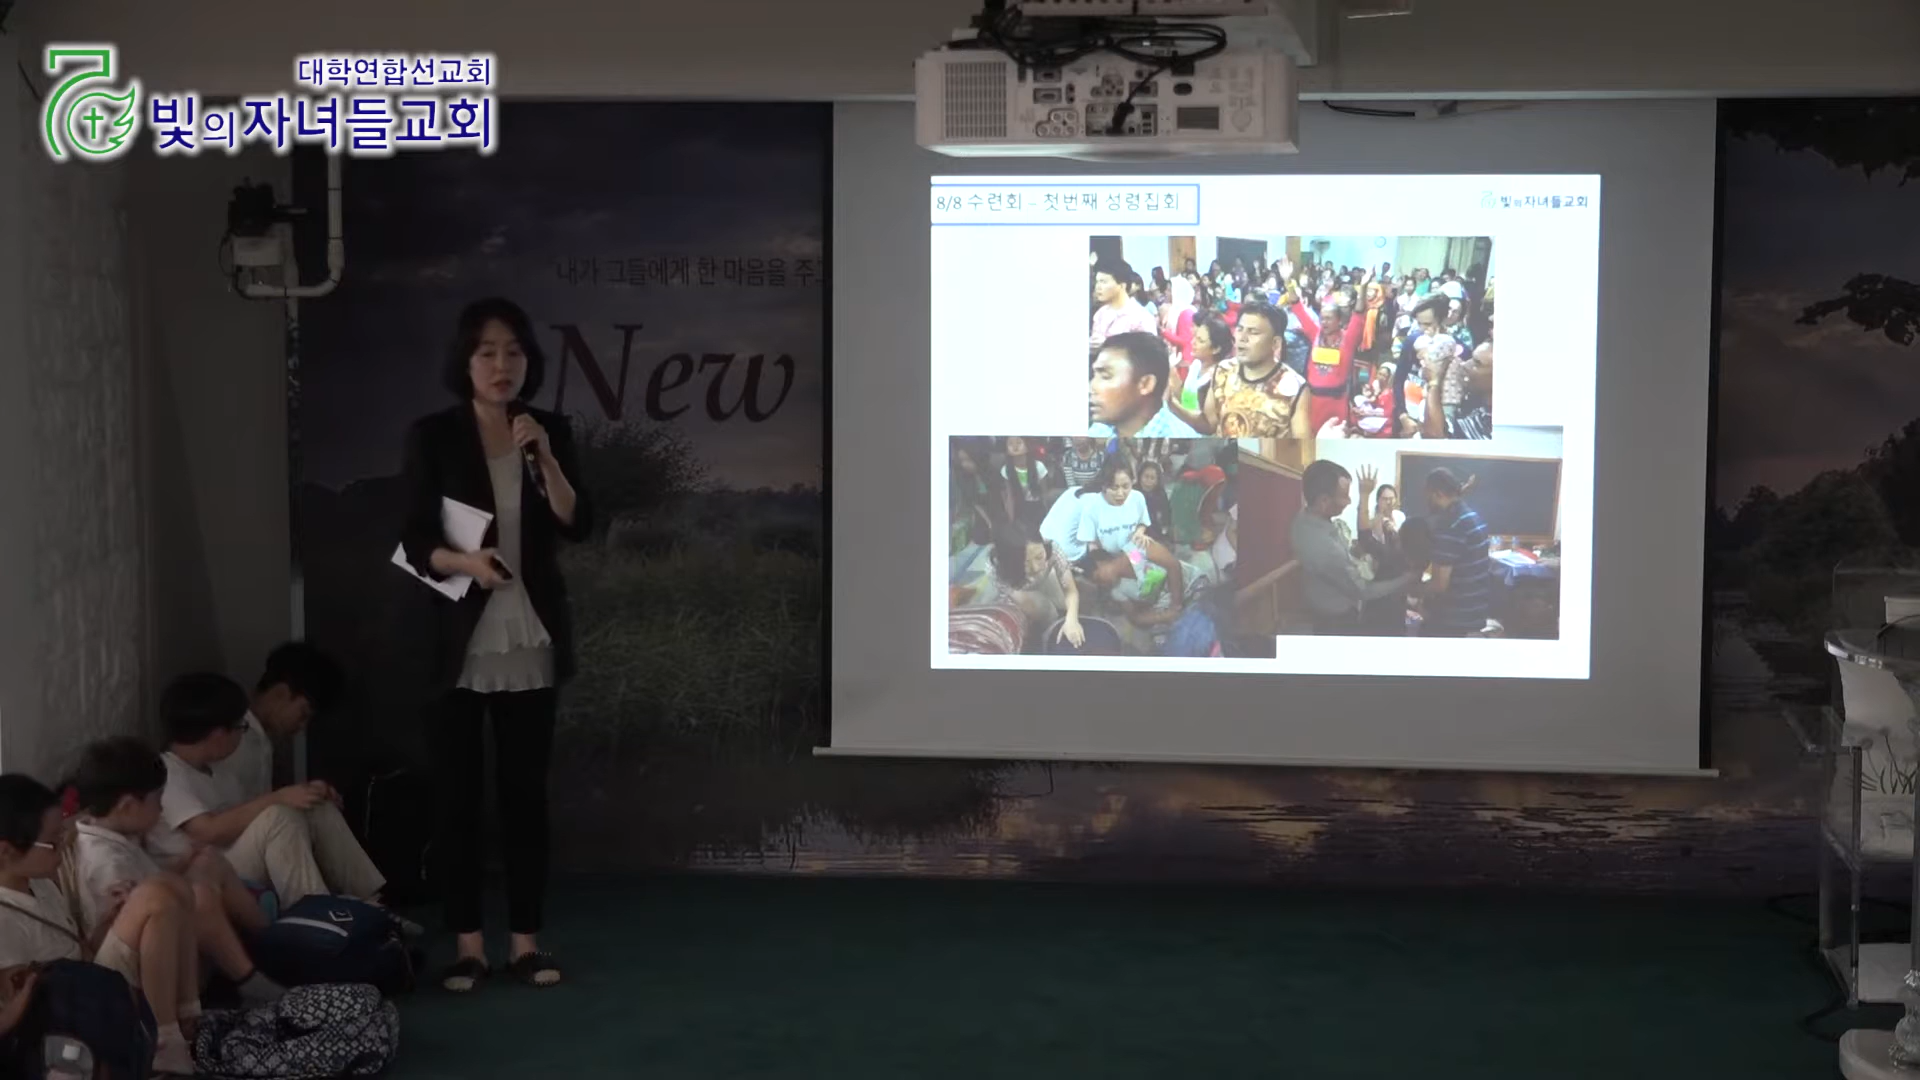 대학연합선교회
빛의자녀들교회
내가 그들에게 한 마음을 주고
New
8/8 수련회 - 첫번째 성령집회
빛의자녀들교회